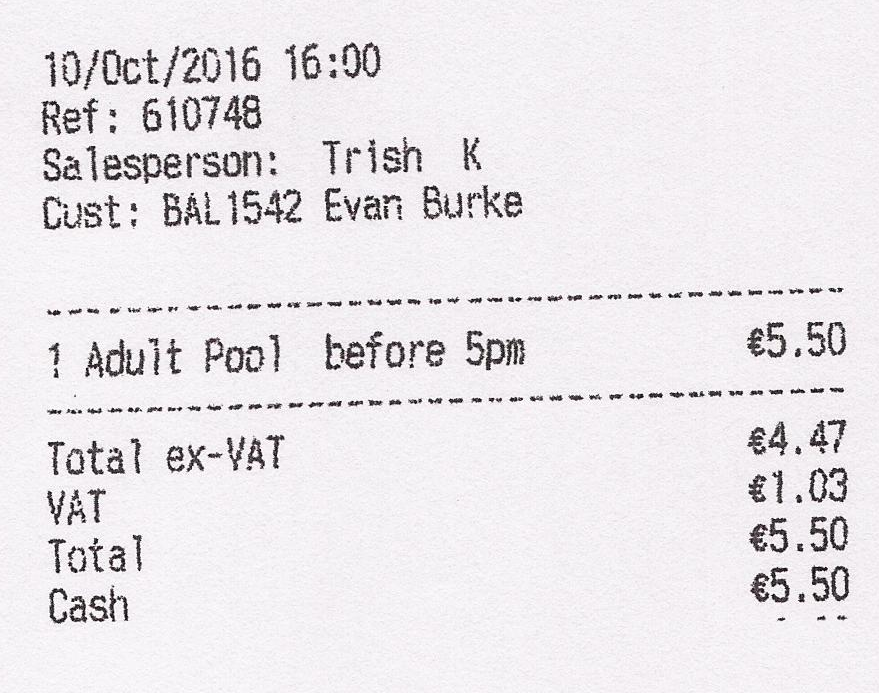 10/Oct/2016 16:00
Ref: 610748
Salesperson: Trish K
Cust: BAL1542 Evan Burke
1 Adult Pool before 5pm €5.50
Total ex-VAT €4.47
VAT €1.03
Total €5.50
Cash €5.50